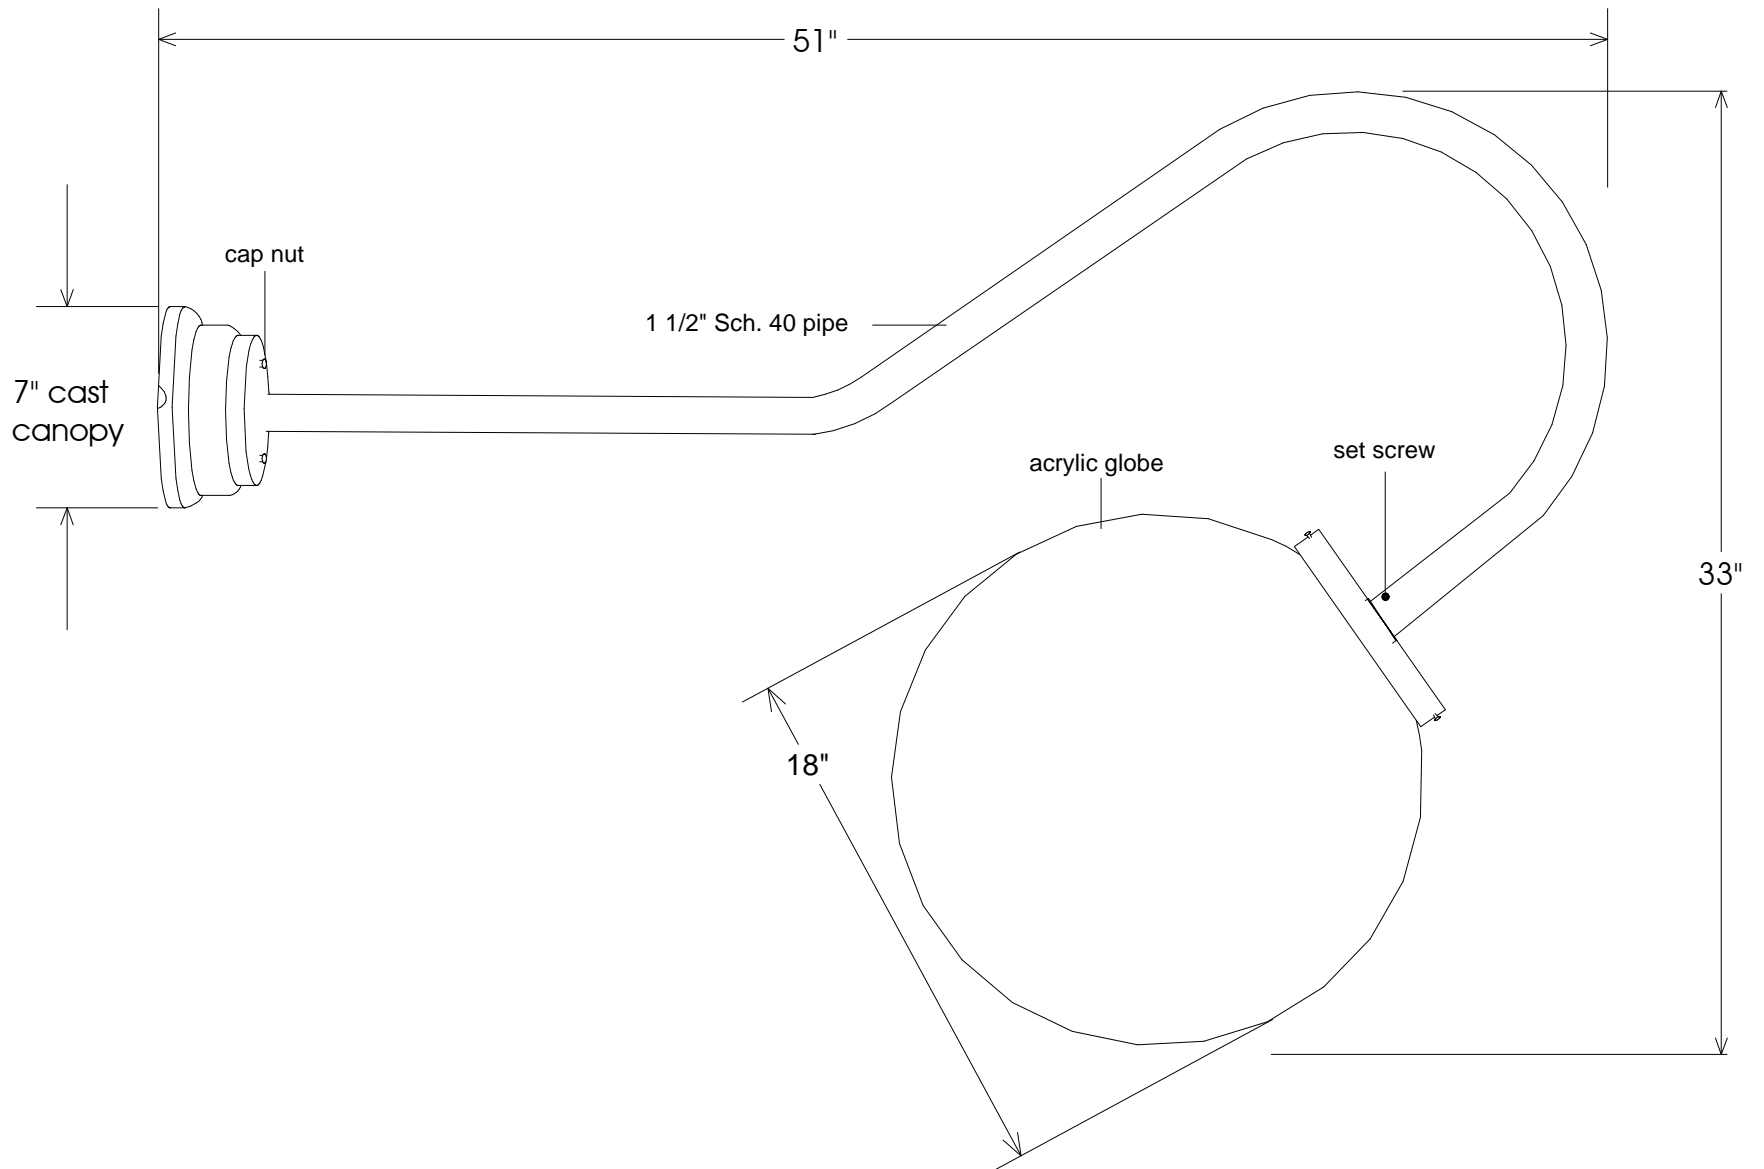 51"
cap nut
1 1/2" Sch. 40 pipe
7" cast
canopy
acrylic globe
set screw
33"
18"